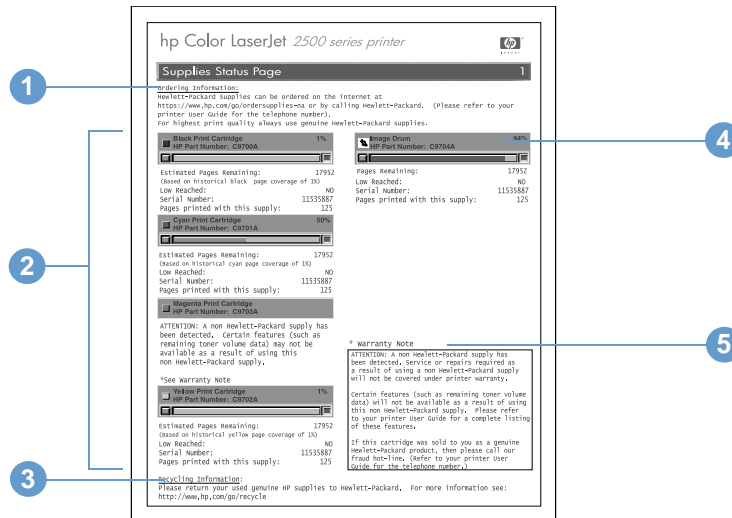 hp Color LaserJet 2500 series printer
hp
invent
Supplies Status Page 1
1
Ordering Information:
Hewlett-Packard Supplies can be ordered on the internet at
https://www.hp.com/go/ordersupplies-na or by calling Hewlett-Packard. (Please refer to your
printer User Guide for the telephone number).
For highest print quality always use genuine Hewlett-Packard supplies.
2
Black Print Cartridge 1%
HP Part Number: C9700A
Estimated Pages Remaining: 17952
(Based on historical black page coverage of 1%)
Low Reached: NO
Serial Number: 11535887
Pages printed with this supply: 125
Cyan Print Cartridge 50%
HP Part Number: C9701A
Estimated Pages Remaining: 17952
(Based on historical cyan page coverage of 1%)
Low Reached: NO
Serial Number: 11535887
Pages printed with this supply: 125
Magenta Print Cartridge
HP Part Number: C9703A
ATTENTION: A non Hewlett-Packard supply has
been detected. Certain features (such as
remaining toner volume data) may not be
available as a result of using this
non Hewlett-Packard supply.
*See Warranty Note
Yellow Print Cartridge 1%
HP Part Number: C9702A
Estimated Pages Remaining: 17952
(Based on historical yellow page coverage of 1%)
Low Reached: NO
Serial Number: 11535887
Pages printed with this supply: 125
4
Image Drum 94%
HP Part Number: C9704A
Pages Remaining: 17952
Low Reached: NO
Serial Number: 11535887
Pages printed with this supply: 125
5
* Warranty Note
ATTENTION: A non Hewlett-Packard supply has
been detected. Service or repairs required as
a result of using a non Hewlett-Packard supply
will not be covered under printer warranty.
Certain features (such as remaining toner volume
data) will not be available as a result of using
this non Hewlett-Packard supply. Please refer
to your printer User Guide for a complete listing
of these features.
If this cartridge was sold to you as a genuine
Hewlett-Packard product, then please call our
fraud hot-line. (Refer to your printer User
Guide for the telephone number.)
3
Recycling Information:
Please return your used genuine HP supplies to Hewlett-Packard. For more information see:
http://www.hp.com/go/recycle